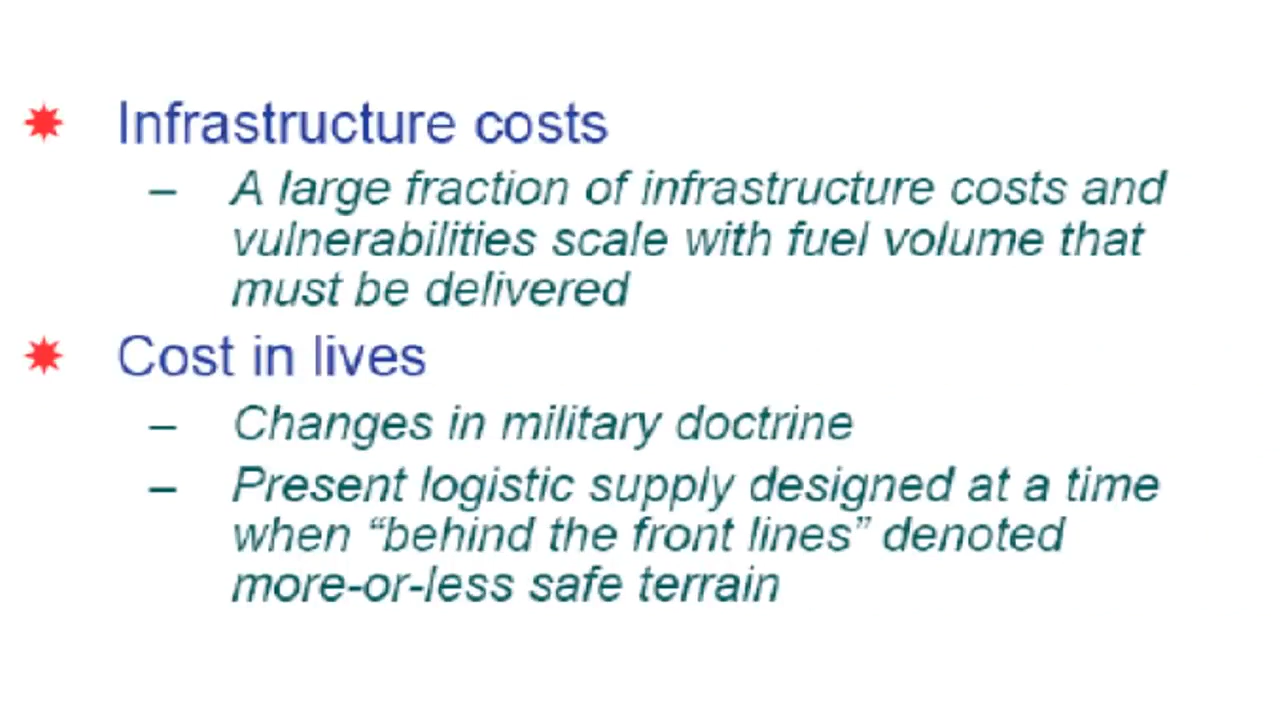 Infrastructure costs
– A large fraction of infrastructure costs and
vulnerabilities scale with fuel volume that
must be delivered
Cost in lives
– Changes in military doctrine
– Present logistic supply designed at a time
when “behind the front lines” denoted
more-or-less safe terrain